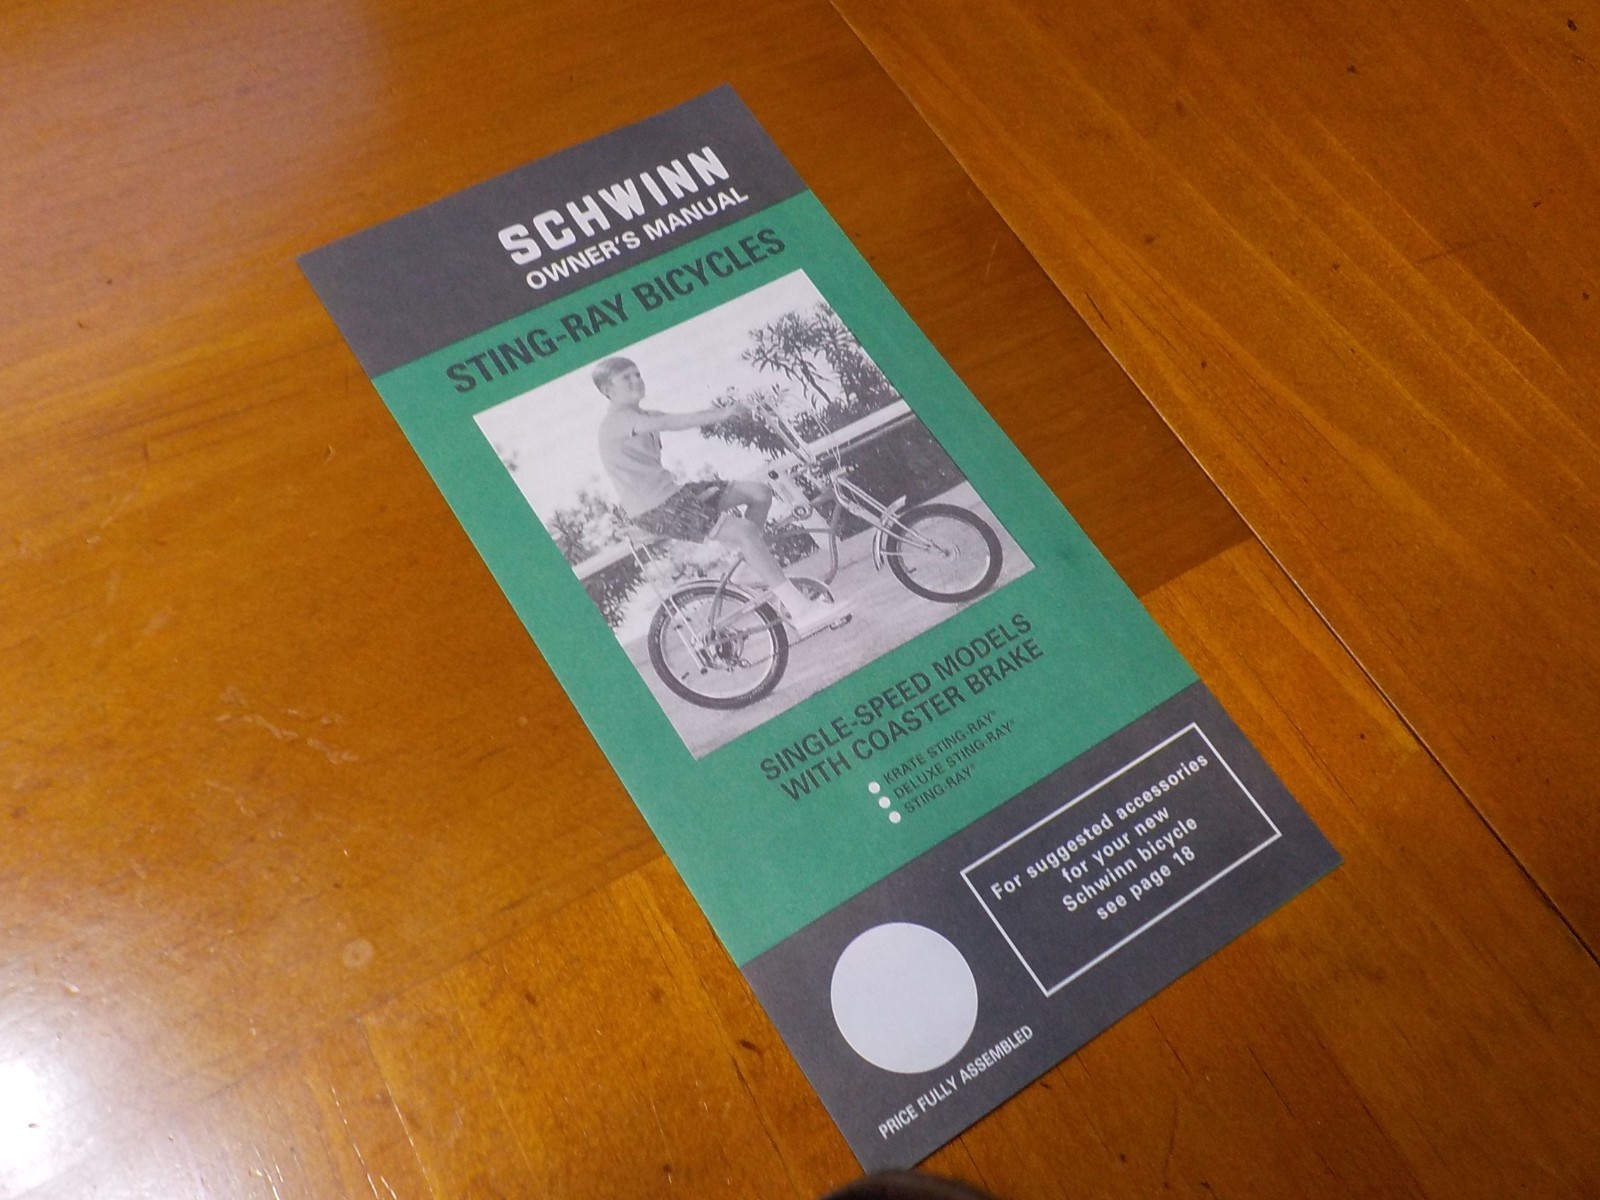 SCHWINN
OWNER'S MANUAL
STING-RAY BICYCLES
SINGLE-SPEED MODELS
WITH COASTER BRAKE
KRATE STING-RAY®
DELUXE STING-RAY®
STING-RAY®
For suggested accessories
for your new
Schwinn bicycle
see page 18
PRICE FULLY ASSEMBLED